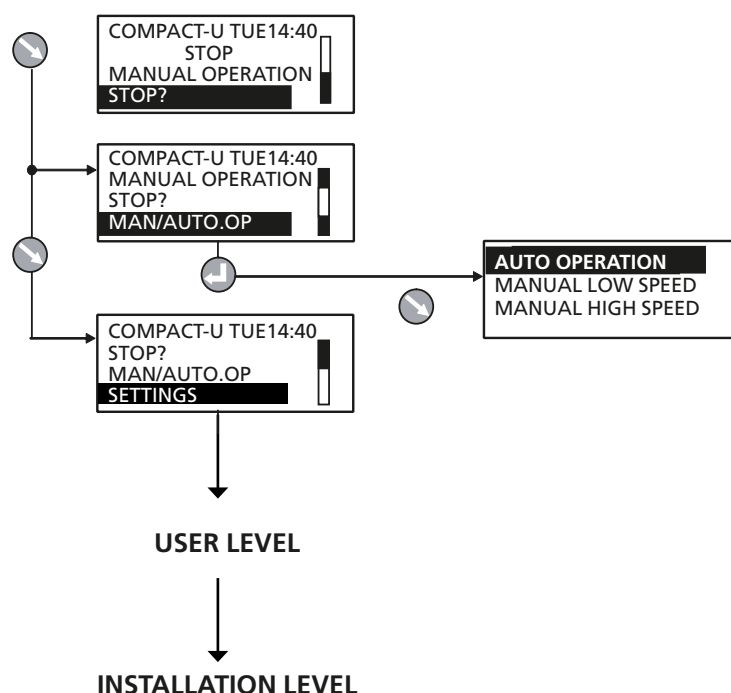 COMPACT-U TUE14:40
STOP
MANUAL OPERATION
STOP?
COMPACT-U TUE14:40
MANUAL OPERATION
STOP?
MAN/AUTO.OP
AUTO OPERATION
MANUAL LOW SPEED
MANUAL HIGH SPEED
COMPACT-U TUE14:40
STOP?
MAN/AUTO.OP
SETTINGS
USER LEVEL
INSTALLATION LEVEL